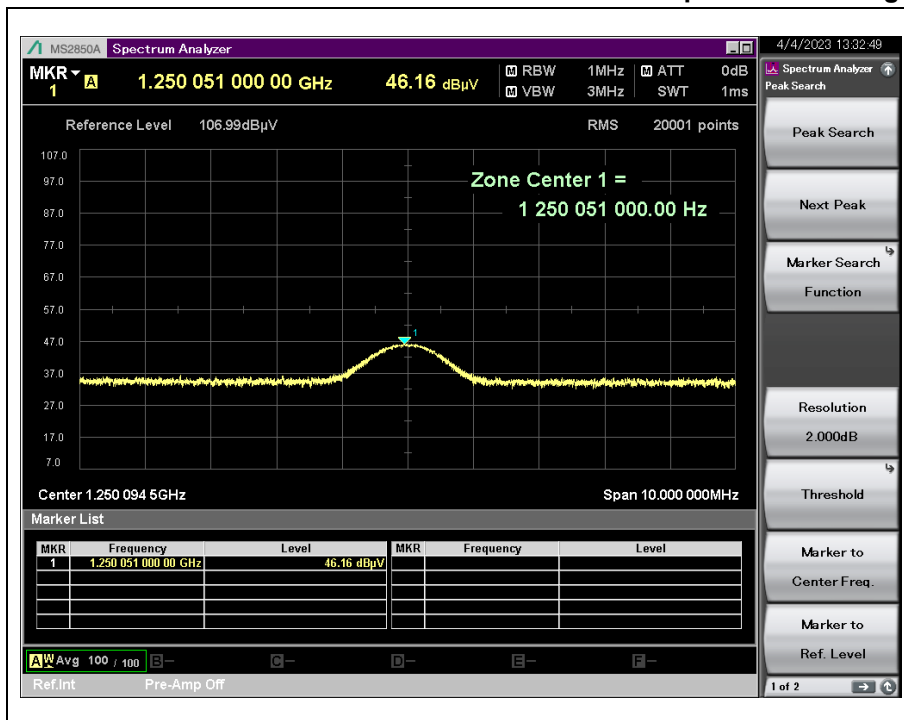 MS2850A Spectrum Analyzer
4/4/2023 13:32:49
MKR 1 A 1.250 051 000 00 GHz 46.16 dBµV
M RBW 1MHz M ATT 0dB
M VBW 3MHz SWT 1ms
Spectrum Analyzer
Peak Search
Reference Level 106.99dBµV RMS 20001 points
Peak Search
107.0
97.0
87.0
77.0
67.0
57.0
47.0
37.0
27.0
17.0
7.0
Zone Center 1 =
1 250 051 000.00 Hz
1
Next Peak
Marker Search
Function
Resolution
2.000dB
Center 1.250 094 5GHz Span 10.000 000MHz
Threshold
Marker List
MKR Frequency Level MKR Frequency Level
1 1.250 051 000 00 GHz 46.16 dBµV
Marker to
Center Freq.
Marker to
Ref. Level
A W Avg 100 / 100 B – C – D – E – F –
Ref.Int Pre-Amp Off
1 of 2